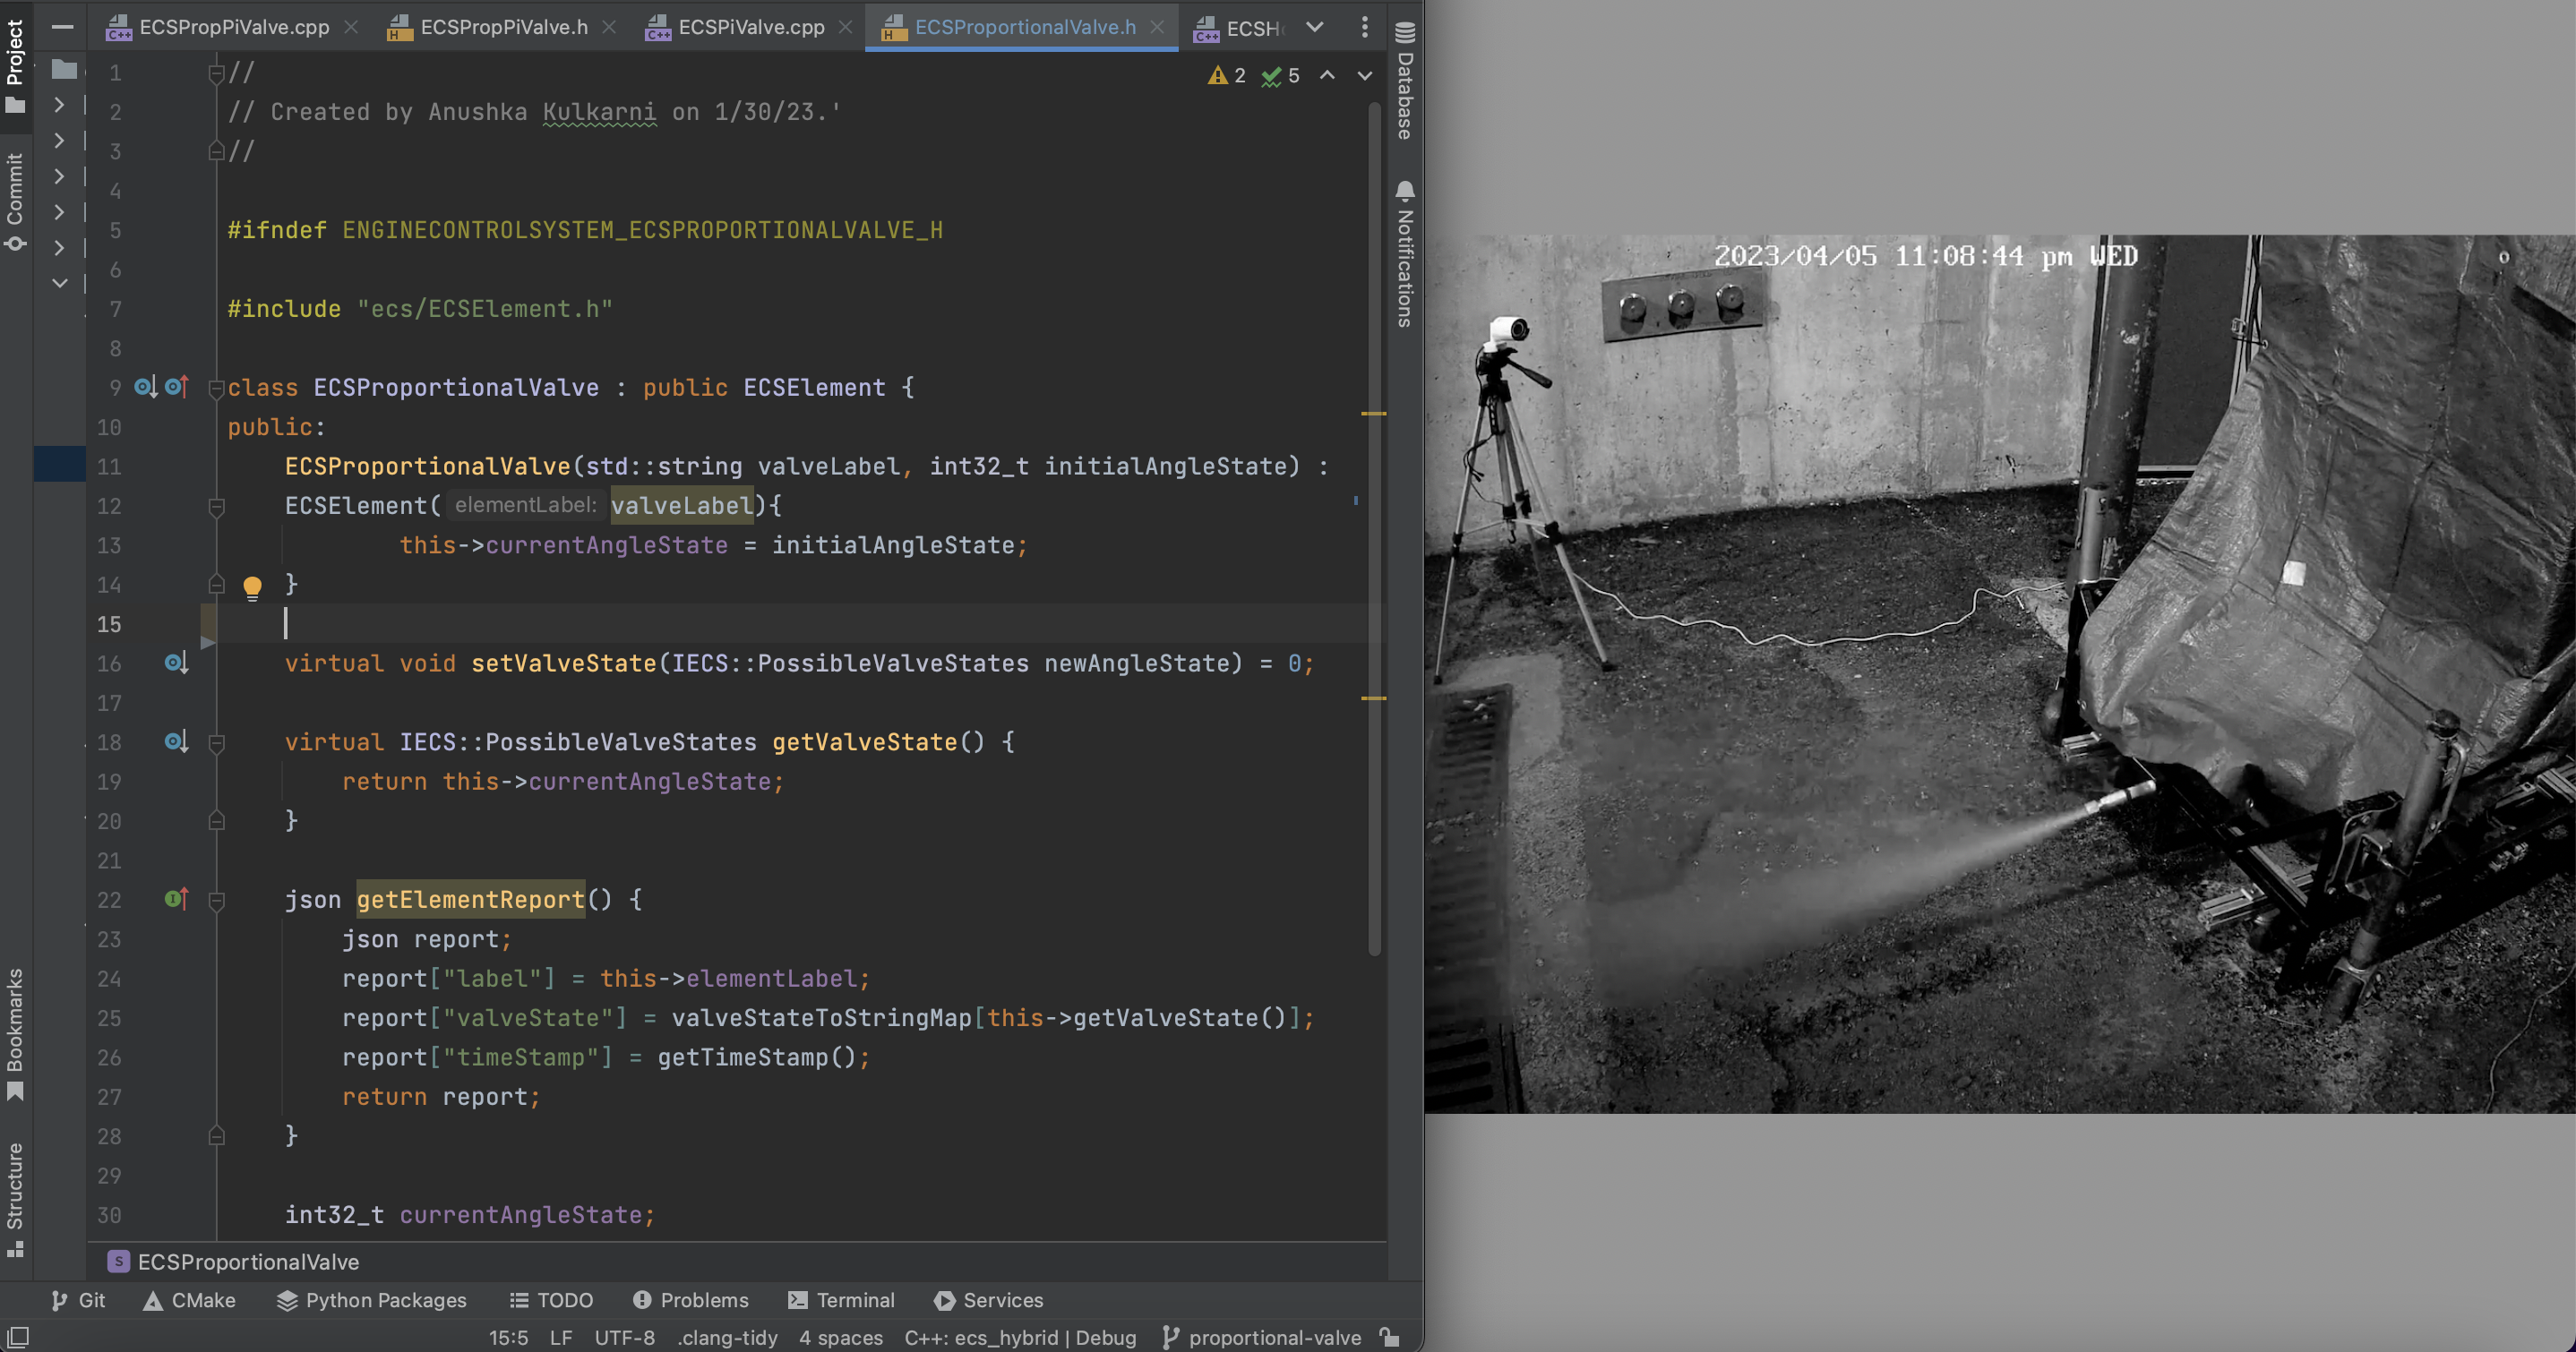 Project
Commit
Bookmarks
Structure
ECSPropPiValve.cpp
ECSPropPiValve.h
ECSPiValve.cpp
ECSProportionalValve.h
ECSH
2 5
Database
Notifications
1 //
2 // Created by Anushka Kulkarni on 1/30/23.'
3 //
4
5 #ifndef ENGINECONTROLSYSTEM_ECSPROPORTIONALVALVE_H
6
7 #include "ecs/ECSElement.h"
8
9 class ECSProportionalValve : public ECSElement {
10 public:
11 ECSProportionalValve(std::string valveLabel, int32_t initialAngleState) :
12 ECSElement( elementLabel: valveLabel){
13 this->currentAngleState = initialAngleState;
14 }
15
16 virtual void setValveState(IECS::PossibleValveStates newAngleState) = 0;
17
18 virtual IECS::PossibleValveStates getValveState() {
19 return this->currentAngleState;
20 }
21
22 json getElementReport() {
23 json report;
24 report["label"] = this->elementLabel;
25 report["valveState"] = valveStateToStringMap[this->getValveState()];
26 report["timeStamp"] = getTimeStamp();
27 return report;
28 }
29
30 int32_t currentAngleState;
S ECSProportionalValve
Git CMake Python Packages TODO Problems Terminal Services
15:5 LF UTF-8 .clang-tidy 4 spaces C++: ecs_hybrid | Debug proportional-valve
2023/04/05 11:08:44 pm WED